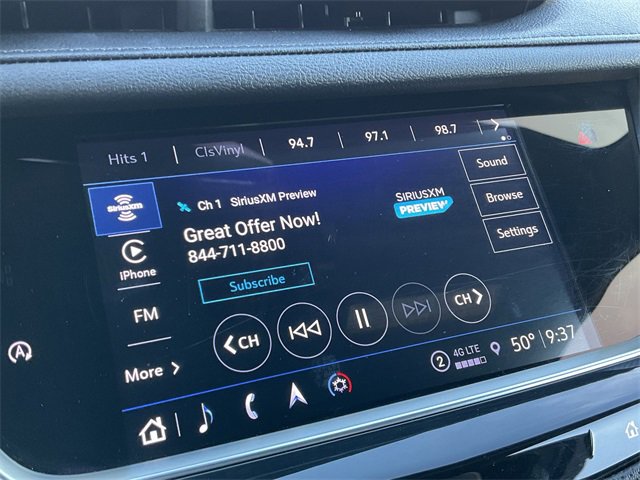 Hits 1 ClsVinyl 94.7 97.1 98.7
SiriusXM
Ch 1 SiriusXM Preview
Great Offer Now!
844-711-8800
Subscribe
SIRIUSXM
PREVIEW
Sound
Browse
Settings
iPhone
FM
More
CH
CH
A
2 4G LTE 50° 9:37